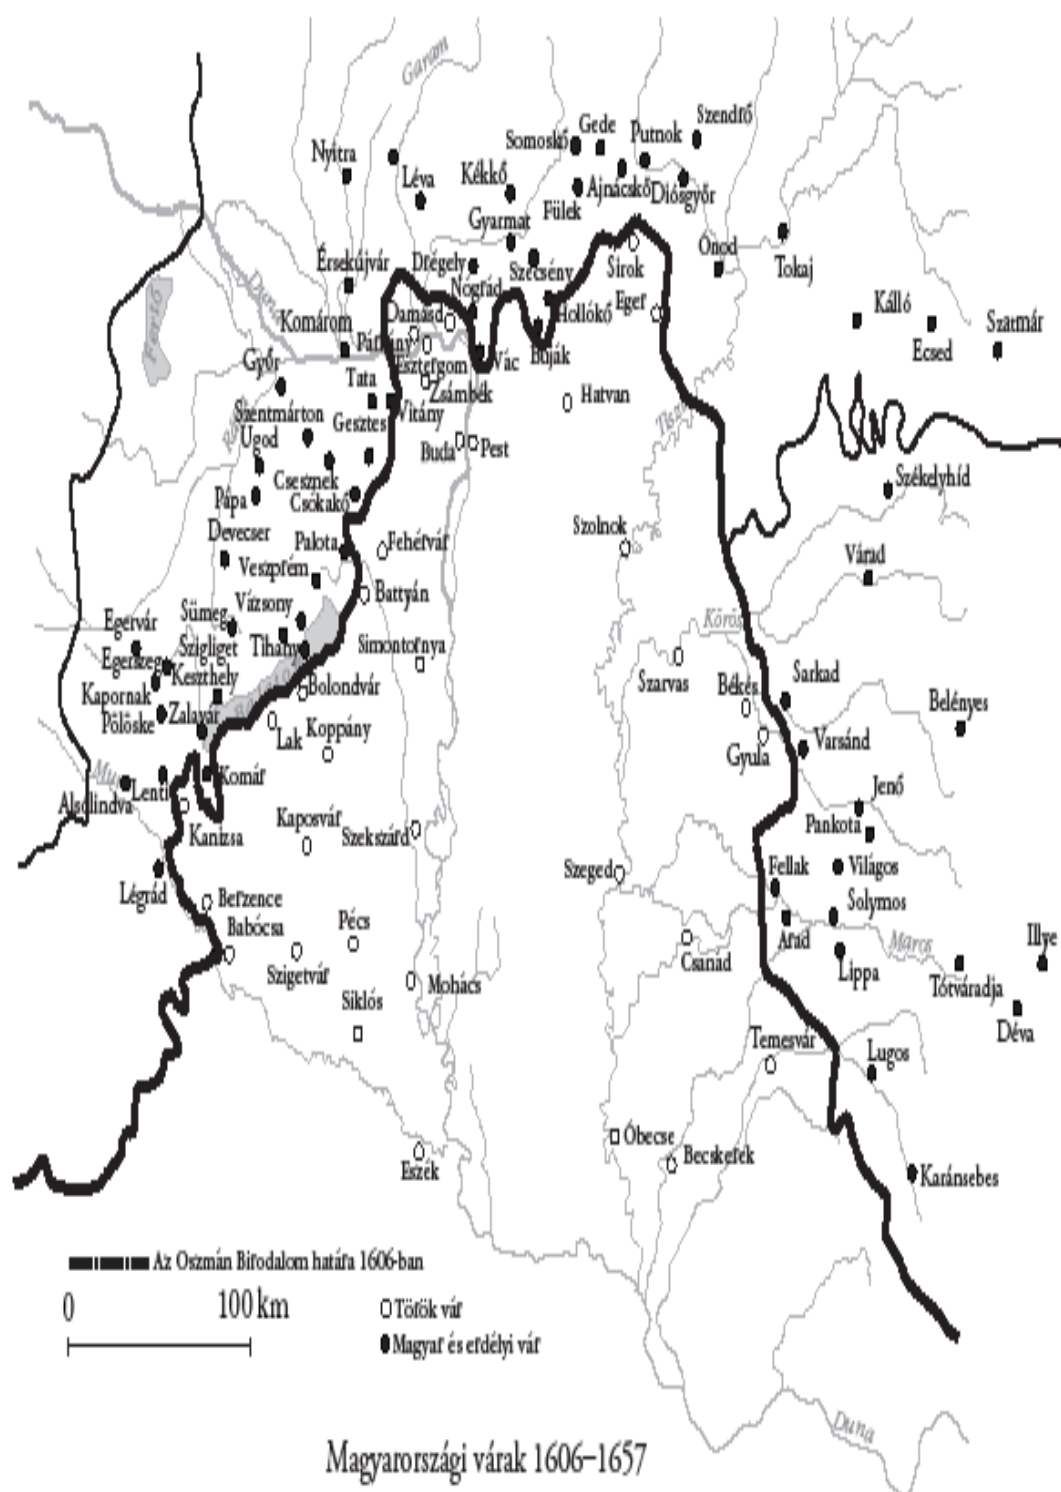 Garam
Szendrő
Gede
Putnok
Somoskő
Nyitra
Léva
Kékkő
Ajnácskő
Diósgyőr
Fülek
Gyarmat
Ónod
Tokaj
Érsekújvár
Drégely
Szécsény
Sirok
Duna
Nógrád
Hollókő
Eger
Kálló
Szatmár
Ecsed
Fertő
Komárom
Damásd
Párkány
Esztergom
Vác
Buják
Győr
Tata
Zsámbék
Hatvan
Szentmárton
Gesztes
Vitány
Rába
Tisza
Ugod
Buda
Pest
Csesznek
Székelyhíd
Pápa
Csókakő
Devecser
Palota
Fehérvár
Szolnok
Várad
Veszprém
Battyán
Vázsony
Sümeg
Körös
Egervár
Szigliget
Tihany
Simontornya
Egerszeg
Keszthely
Szarvas
Sarkad
Kapornak
Bolondvár
Békés
Belényes
Pölöske
Zalavár
Lak
Koppány
Gyula
Varsánd
Mura
Komár
Alsólindva
Lenti
Jenő
Kaposvár
Szekszárd
Pankota
Kanizsa
Szeged
Fellak
Világos
Légrád
Berzence
Solymos
Babócsa
Pécs
Arad
Maros
Illye
Szigetvár
Csanad
Lippa
Mohács
Tótváradja
Siklós
Déva
Temesvár
Lugos
Óbecse
Becskerek
Eszék
Karánsebes
Az Oszmán Birodalom határa 1606-ban
0 100 km
Török vár
Magyar és erdélyi vár
Duna
Magyarországi várak 1606–1657